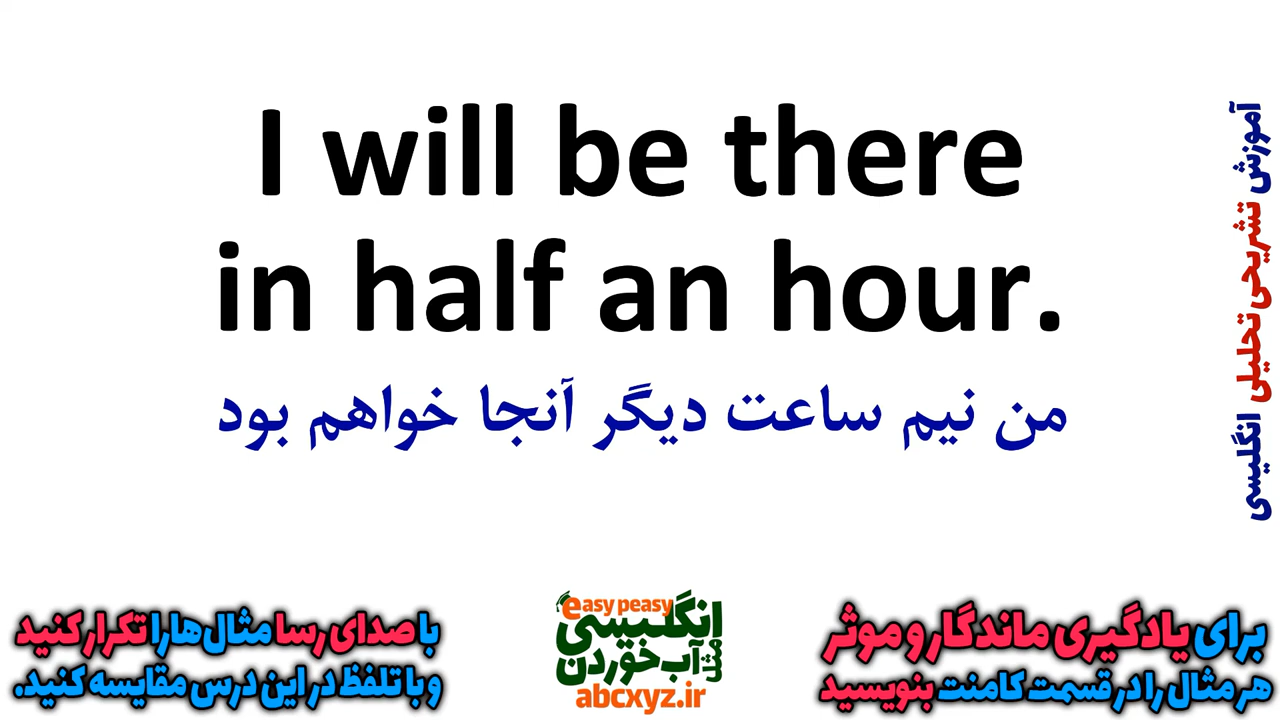 I will be there
in half an hour.
من نیم ساعت دیگر آنجا خواهم بود
آموزش تشریحی تحلیلی انگلیسی
برای یادگیری ماندگار و موثر
هر مثال را در قسمت کامنت بنویسید
easy peasy
انگلیسی
مثل آب خوردن
abcxyz.ir
با صدای رسا مثال‌ها را تکرار کنید
و با تلفظ در این درس مقایسه کنید.